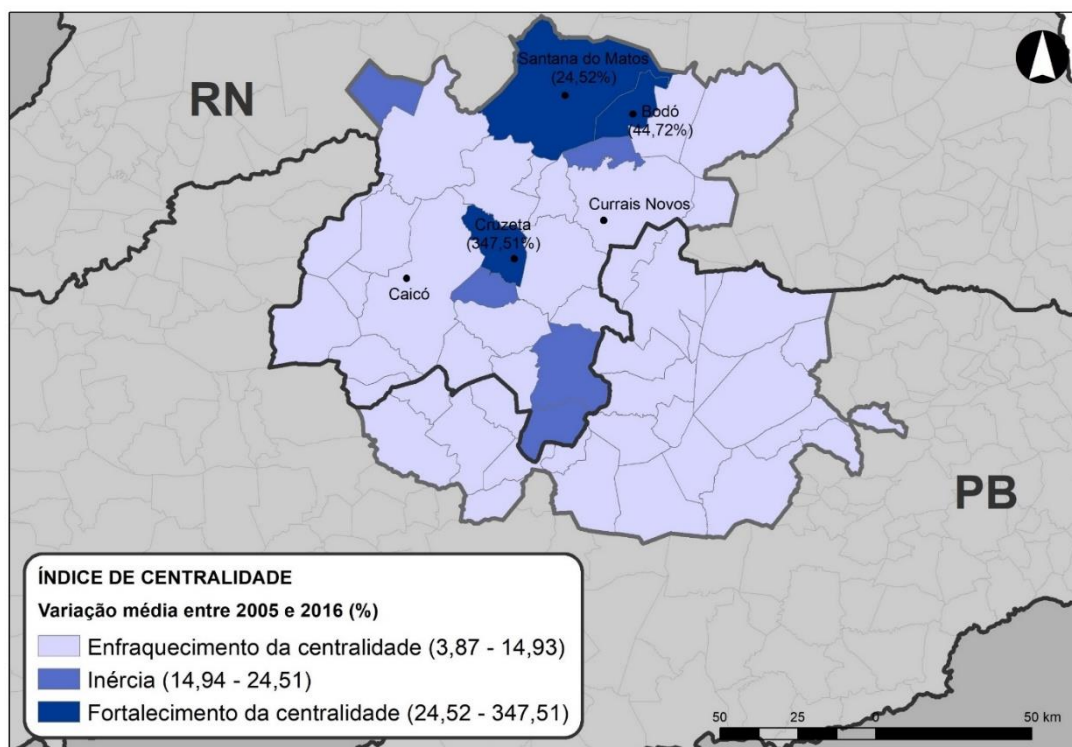 RN
Santana do Matos
(24,52%)
Bodó
(44,72%)
Currais Novos
Cruzeta
(347,51%)
Caicó
PB
ÍNDICE DE CENTRALIDADE
Variação média entre 2005 e 2016 (%)
Enfraquecimento da centralidade (3,87 - 14,93)
Inércia (14,94 - 24,51)
Fortalecimento da centralidade (24,52 - 347,51)
50 25 0 50 km